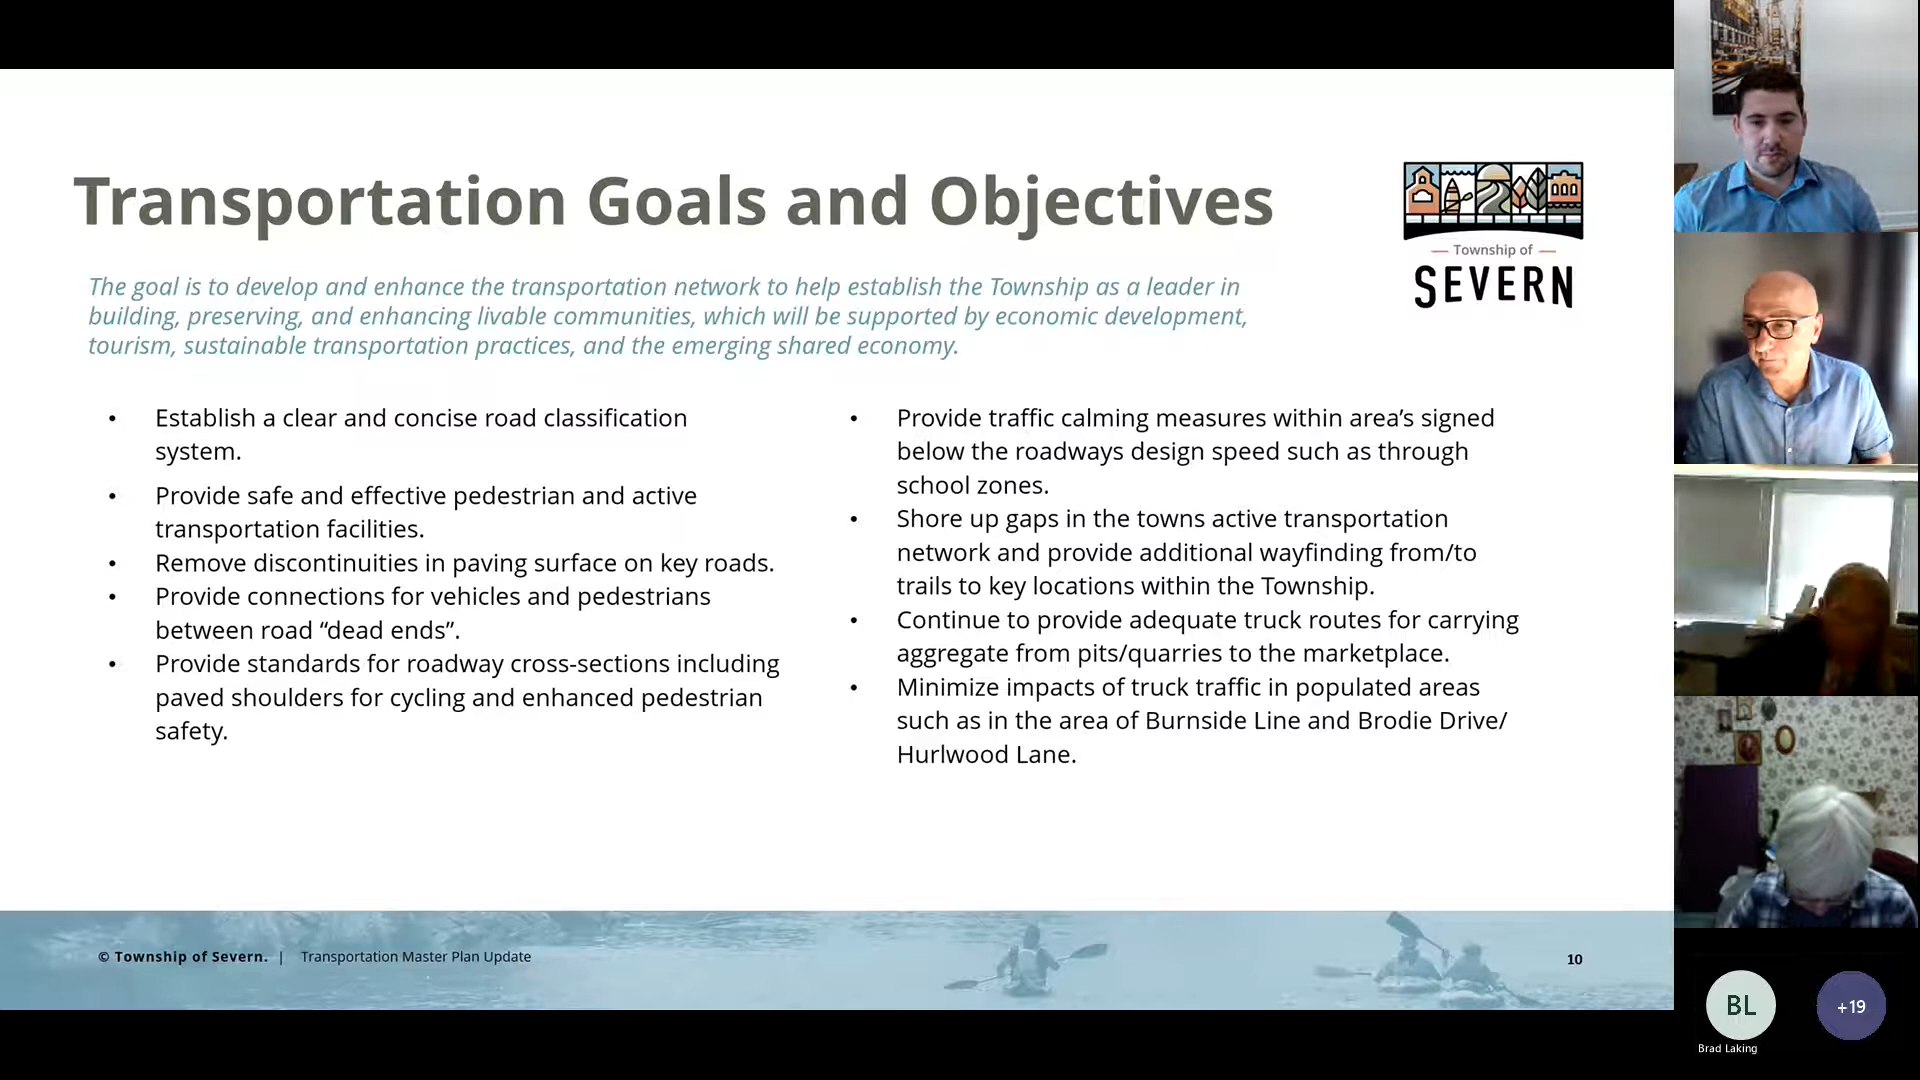 Transportation Goals and Objectives
Township of
SEVERN
The goal is to develop and enhance the transportation network to help establish the Township as a leader in
building, preserving, and enhancing livable communities, which will be supported by economic development,
tourism, sustainable transportation practices, and the emerging shared economy.
• Establish a clear and concise road classification
system.
• Provide safe and effective pedestrian and active
transportation facilities.
• Remove discontinuities in paving surface on key roads.
• Provide connections for vehicles and pedestrians
between road “dead ends”.
• Provide standards for roadway cross-sections including
paved shoulders for cycling and enhanced pedestrian
safety.
• Provide traffic calming measures within area’s signed
below the roadways design speed such as through
school zones.
• Shore up gaps in the towns active transportation
network and provide additional wayfinding from/to
trails to key locations within the Township.
• Continue to provide adequate truck routes for carrying
aggregate from pits/quarries to the marketplace.
• Minimize impacts of truck traffic in populated areas
such as in the area of Burnside Line and Brodie Drive/
Hurlwood Lane.
© Township of Severn. | Transportation Master Plan Update
10
BL
Brad Laking
+19